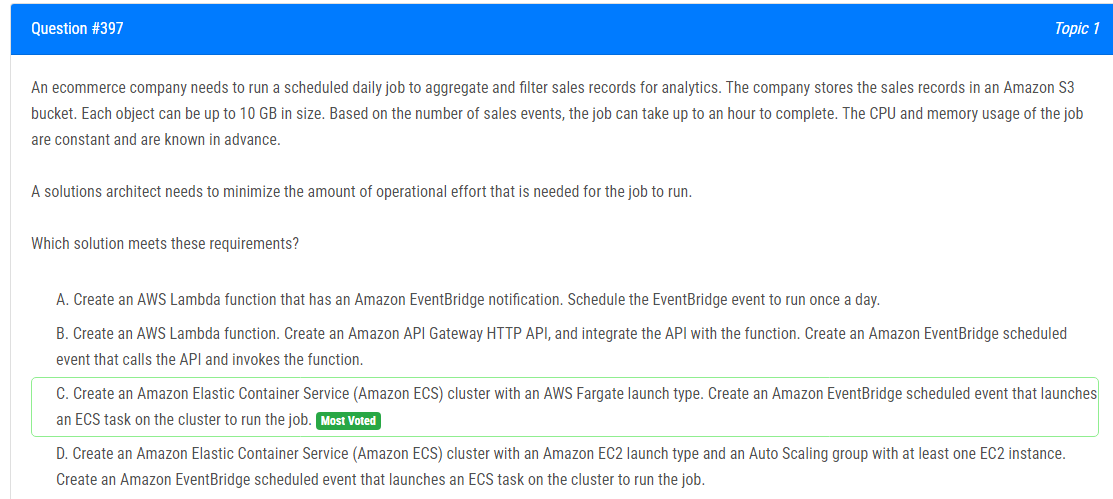 Question #397
Topic 1
An ecommerce company needs to run a scheduled daily job to aggregate and filter sales records for analytics. The company stores the sales records in an Amazon S3
bucket. Each object can be up to 10 GB in size. Based on the number of sales events, the job can take up to an hour to complete. The CPU and memory usage of the job
are constant and are known in advance.
A solutions architect needs to minimize the amount of operational effort that is needed for the job to run.
Which solution meets these requirements?
A. Create an AWS Lambda function that has an Amazon EventBridge notification. Schedule the EventBridge event to run once a day.
B. Create an AWS Lambda function. Create an Amazon API Gateway HTTP API, and integrate the API with the function. Create an Amazon EventBridge scheduled
event that calls the API and invokes the function.
C. Create an Amazon Elastic Container Service (Amazon ECS) cluster with an AWS Fargate launch type. Create an Amazon EventBridge scheduled event that launches
an ECS task on the cluster to run the job. Most Voted
D. Create an Amazon Elastic Container Service (Amazon ECS) cluster with an Amazon EC2 launch type and an Auto Scaling group with at least one EC2 instance.
Create an Amazon EventBridge scheduled event that launches an ECS task on the cluster to run the job.